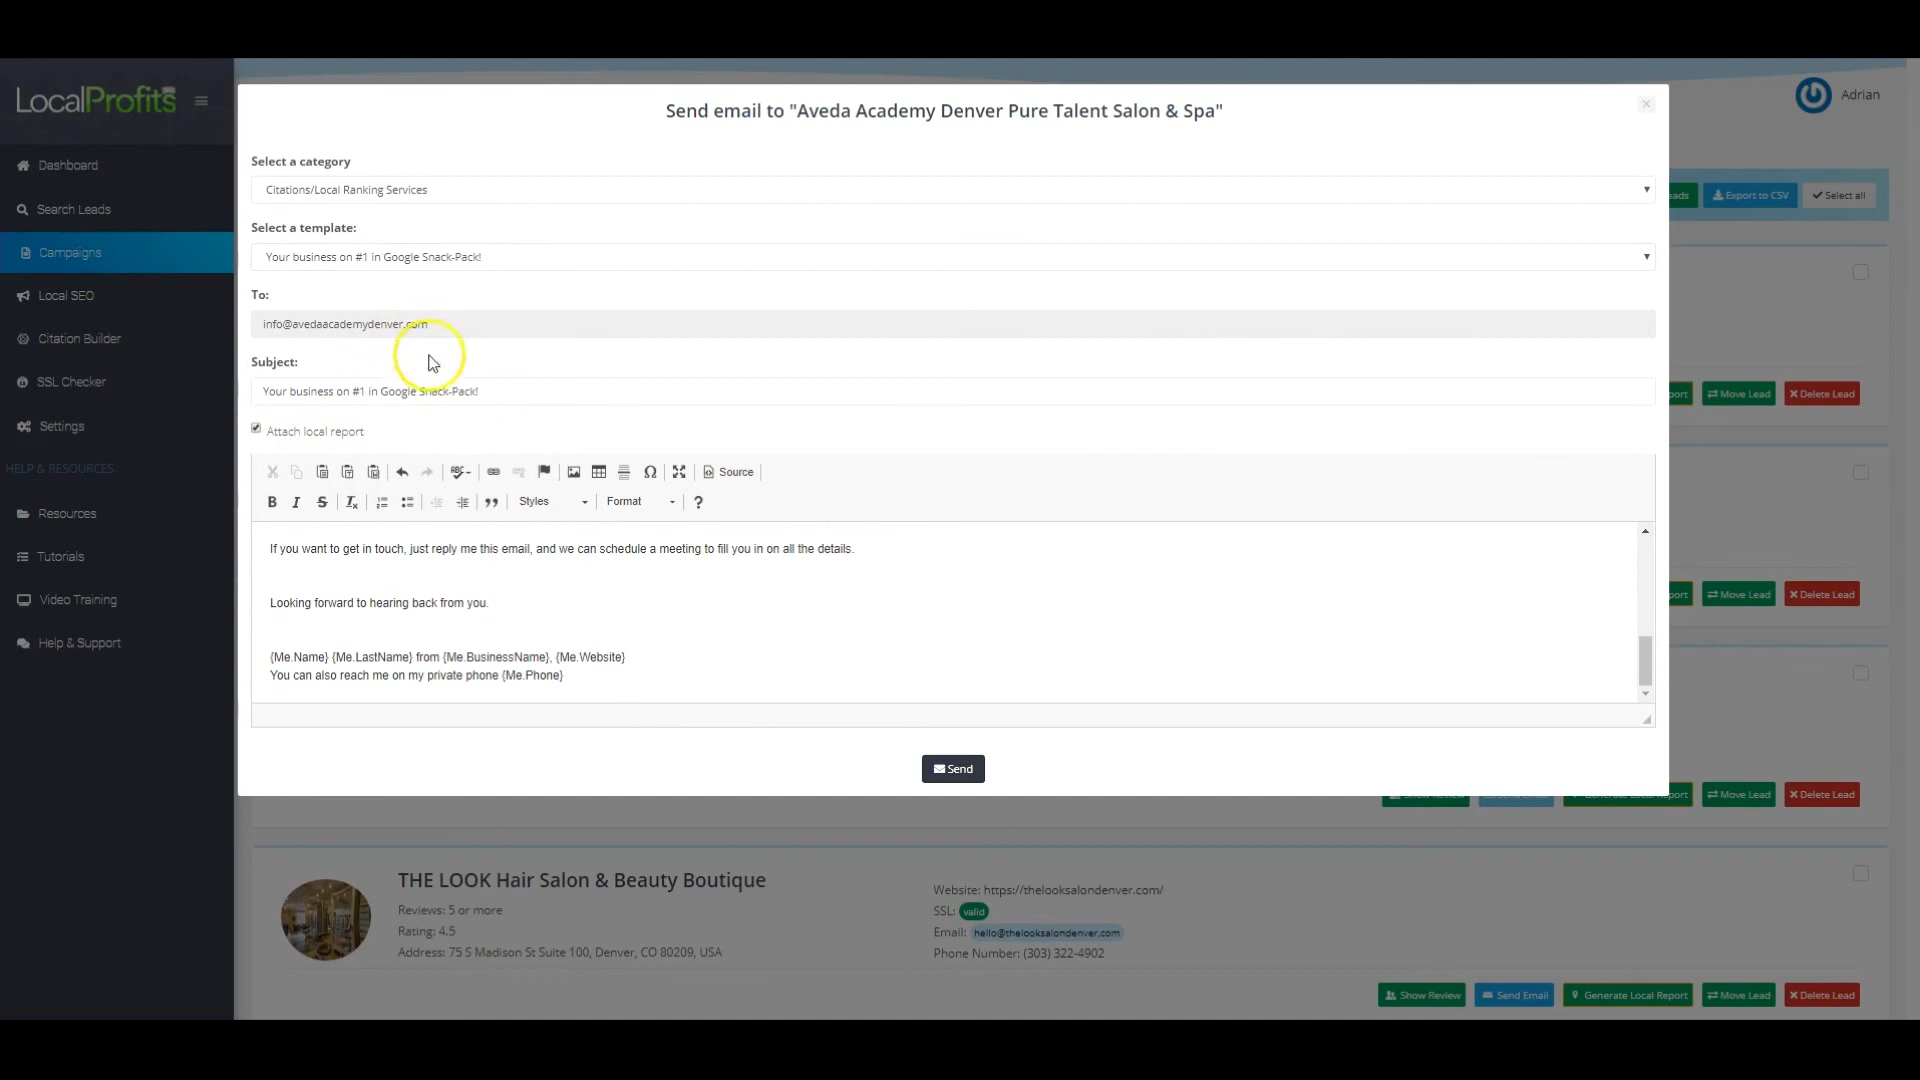 LocalProfits
Send email to "Aveda Academy Denver Pure Talent Salon & Spa"
Adrian
Dashboard
Search Leads
Campaigns
Local SEO
Citation Builder
SSL Checker
Settings
HELP & RESOURCES
Resources
Tutorials
Video Training
Help & Support
Select a category
Citations/Local Ranking Services
Select a template:
Your business on #1 in Google Snack-Pack!
To:
info@avedaacademydenver.com
Subject:
Your business on #1 in Google Snack-Pack!
Attach local report
Source
Styles
Format
?
If you want to get in touch, just reply me this email, and we can schedule a meeting to fill you in on all the details.
Looking forward to hearing back from you.
{Me.Name} {Me.LastName} from {Me.BusinessName}, {Me.Website}
You can also reach me on my private phone {Me.Phone}
Send
Export to CSV
Select all
Move Lead
Delete Lead
Move Lead
Delete Lead
Move Lead
Delete Lead
THE LOOK Hair Salon & Beauty Boutique
Reviews: 5 or more
Rating: 4.5
Address: 75 S Madison St Suite 100, Denver, CO 80209, USA
Website: https://thelooksalondenver.com/
SSL: valid
Email: hello@thelooksalondenver.com
Phone Number: (303) 322-4902
Show Review
Send Email
Generate Local Report
Move Lead
Delete Lead